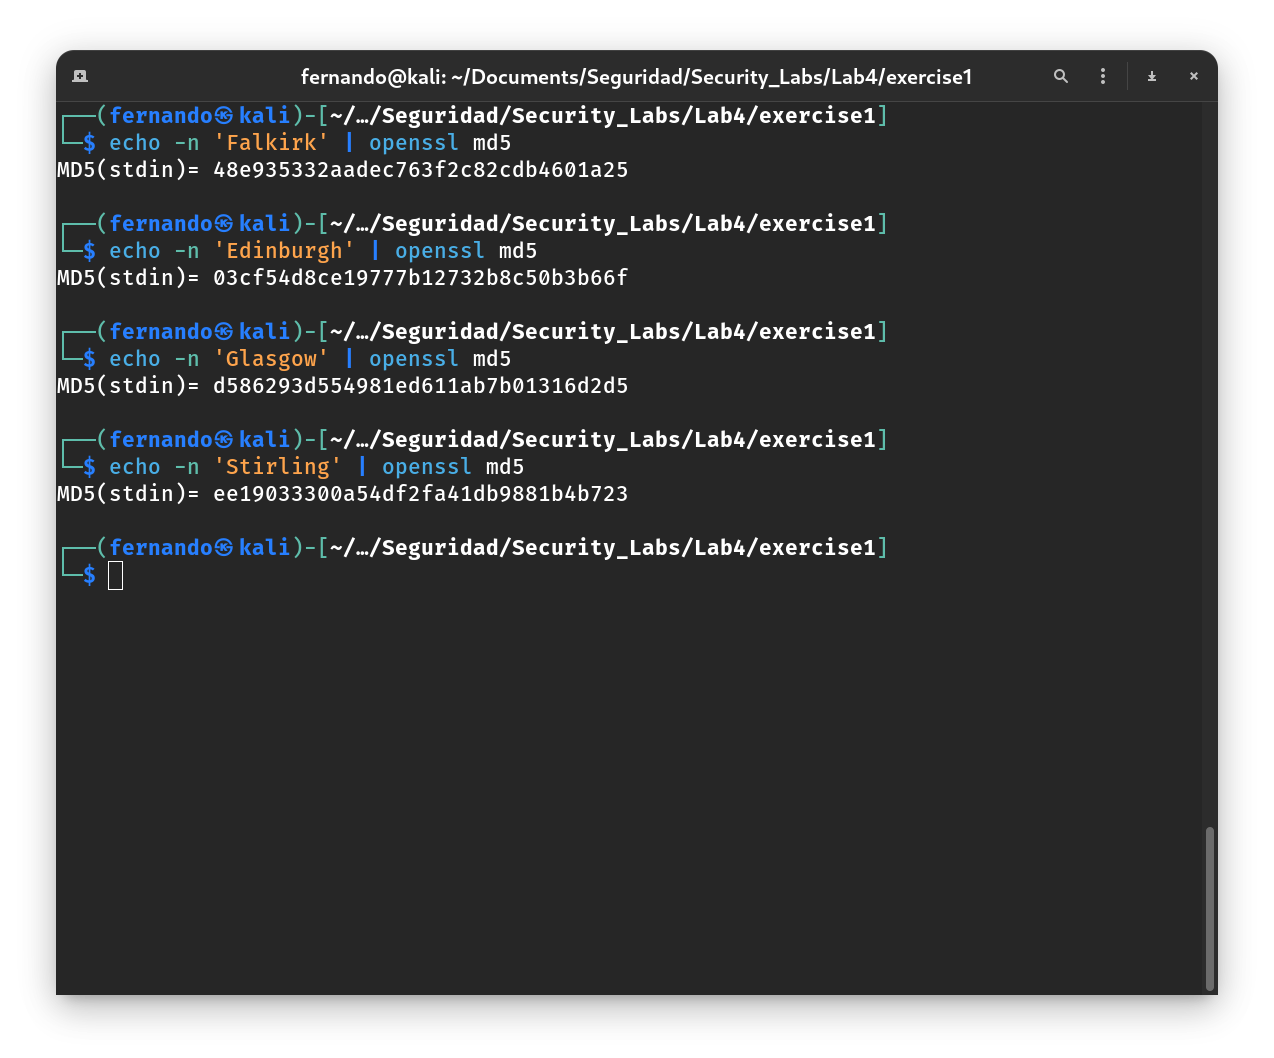 fernando@kali: ~/Documents/Seguridad/Security_Labs/Lab4/exercise1
┌──(fernando㉿kali)-[~/…/Seguridad/Security_Labs/Lab4/exercise1]
└─$ echo -n 'Falkirk' | openssl md5
MD5(stdin)= 48e935332aadec763f2c82cdb4601a25
┌──(fernando㉿kali)-[~/…/Seguridad/Security_Labs/Lab4/exercise1]
└─$ echo -n 'Edinburgh' | openssl md5
MD5(stdin)= 03cf54d8ce19777b12732b8c50b3b66f
┌──(fernando㉿kali)-[~/…/Seguridad/Security_Labs/Lab4/exercise1]
└─$ echo -n 'Glasgow' | openssl md5
MD5(stdin)= d586293d554981ed611ab7b01316d2d5
┌──(fernando㉿kali)-[~/…/Seguridad/Security_Labs/Lab4/exercise1]
└─$ echo -n 'Stirling' | openssl md5
MD5(stdin)= ee19033300a54df2fa41db9881b4b723
┌──(fernando㉿kali)-[~/…/Seguridad/Security_Labs/Lab4/exercise1]
└─$